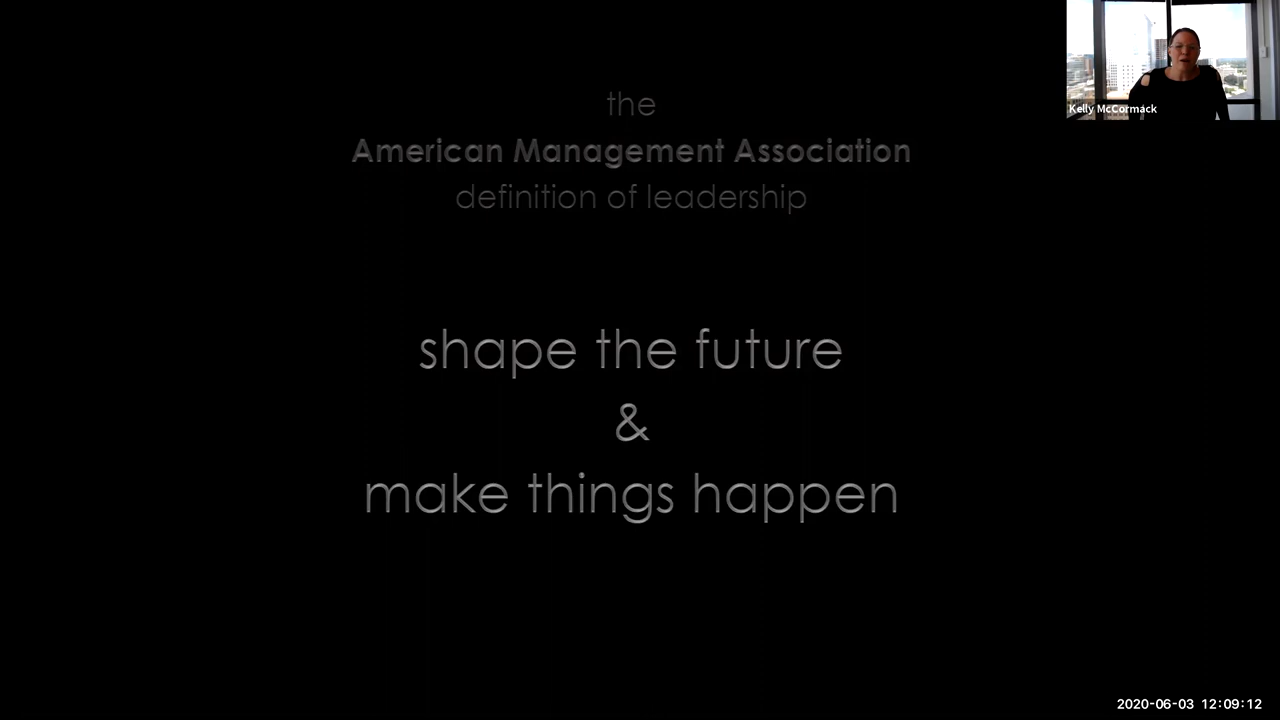 the
American Management Association
definition of leadership
shape the future
&
make things happen
Kelly McCormack
2020-06-03 12:09:12